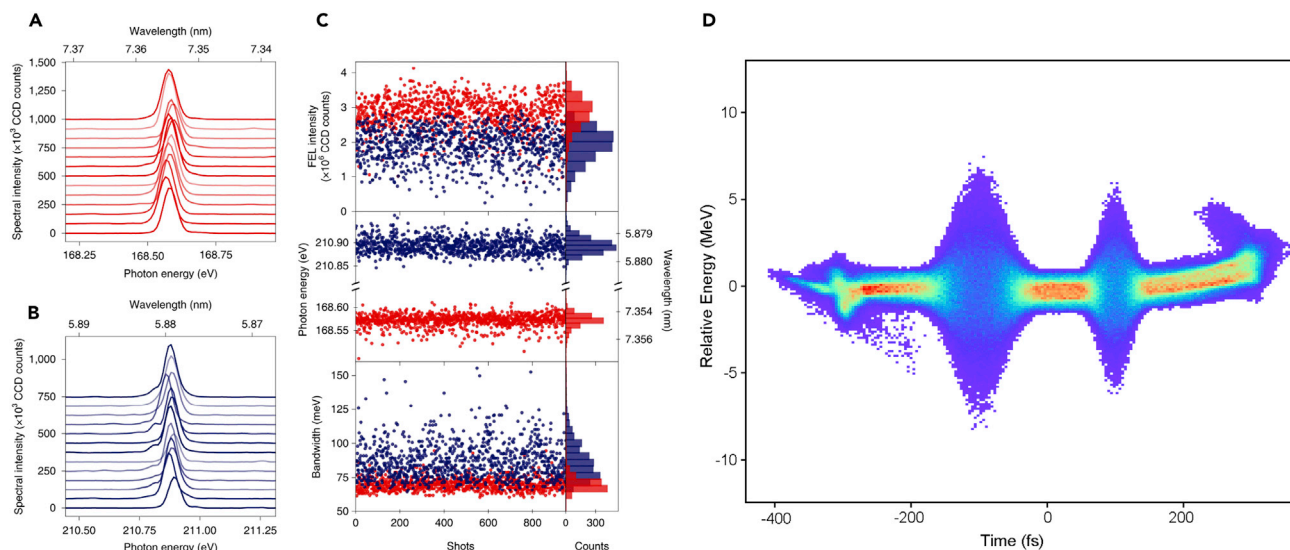 A
Wavelength (nm)
7.37 7.36 7.35 7.34
1,500
1,250
1,000
750
500
250
0
Spectral intensity (×10³ CCD counts)
168.25 168.50 168.75
Photon energy (eV)
B
Wavelength (nm)
5.89 5.88 5.87
1,000
750
500
250
0
Spectral intensity (×10³ CCD counts)
210.50 210.75 211.00 211.25
Photon energy (eV)
C
4
3
2
1
0
FEL intensity
(×10⁶ CCD counts)
210.90
210.85
168.60
168.55
Photon energy (eV)
5.879
5.880
7.354
7.356
Wavelength (nm)
150
125
100
75
50
Bandwidth (meV)
0 200 400 600 800 0 300
Shots Counts
D
10
5
0
-5
-10
Relative Energy (MeV)
-400 -200 0 200
Time (fs)